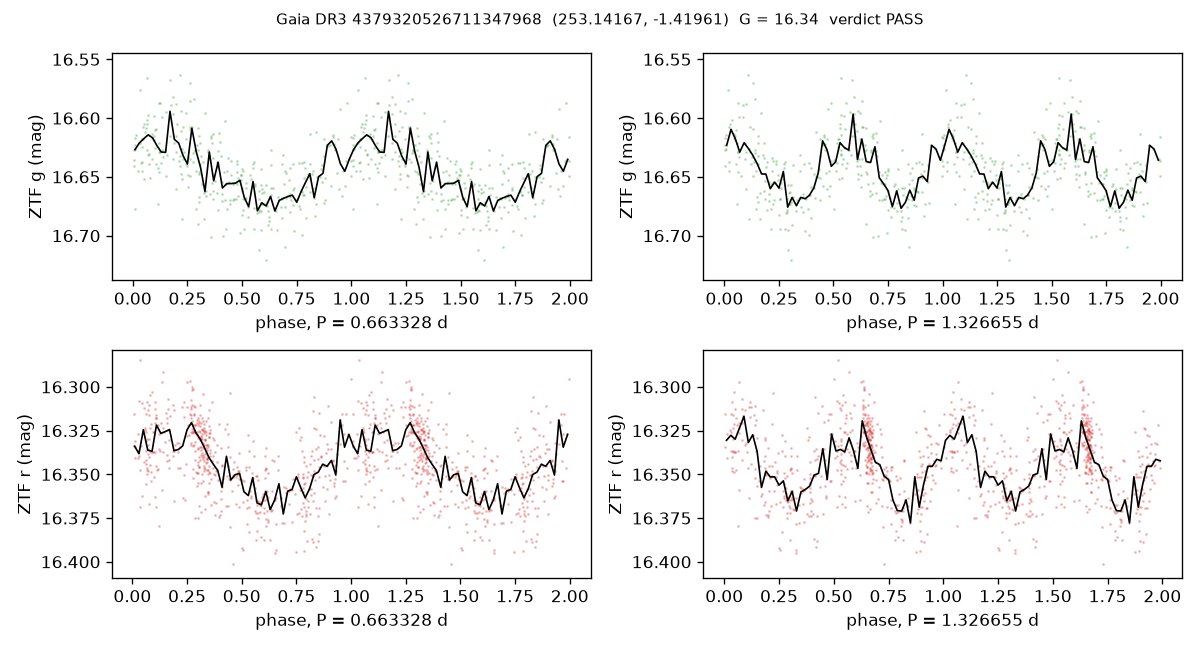 Gaia DR3 4379320526711347968  (253.14167, -1.41961)  G = 16.34  verdict PASS
16.55
16.60
16.65
16.70
ZTF g (mag)
0.00 0.25 0.50 0.75 1.00 1.25 1.50 1.75 2.00
phase, P = 0.663328 d
16.55
16.60
16.65
16.70
ZTF g (mag)
0.00 0.25 0.50 0.75 1.00 1.25 1.50 1.75 2.00
phase, P = 1.326655 d
16.300
16.325
16.350
16.375
16.400
ZTF r (mag)
0.00 0.25 0.50 0.75 1.00 1.25 1.50 1.75 2.00
phase, P = 0.663328 d
16.300
16.325
16.350
16.375
16.400
ZTF r (mag)
0.00 0.25 0.50 0.75 1.00 1.25 1.50 1.75 2.00
phase, P = 1.326655 d